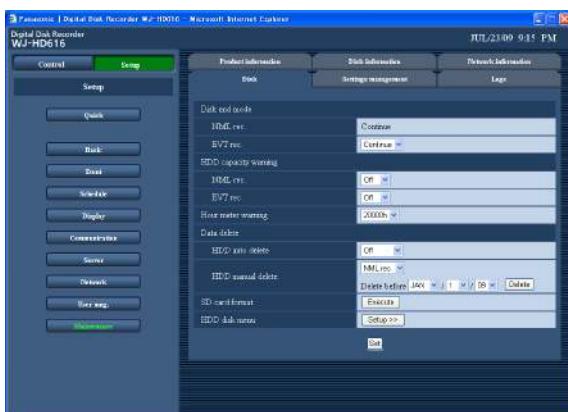 Panasonic | Digital Disk Recorder WJ-HD616 - Microsoft Internet Explorer
Digital Disk Recorder
WJ-HD616
JUL/23/09 9:15 PM
Control
Setup
Setup
Quick
Basic
Event
Schedule
Display
Communication
Server
Network
User mng.
Maintenance
Product information
Disk information
Network information
Disk
Settings management
Logs
Disk end mode
NML rec.
Continue
EVT rec.
Continue
HDD capacity warning
NML rec.
Off
EVT rec.
Off
Hour meter warning
20000h
Data delete
HDD auto delete
Off
HDD manual delete
NML rec.
Delete before JAN / 1 / 09 Delete
SD card format
Execute
HDD disk menu
Setup >>
Set